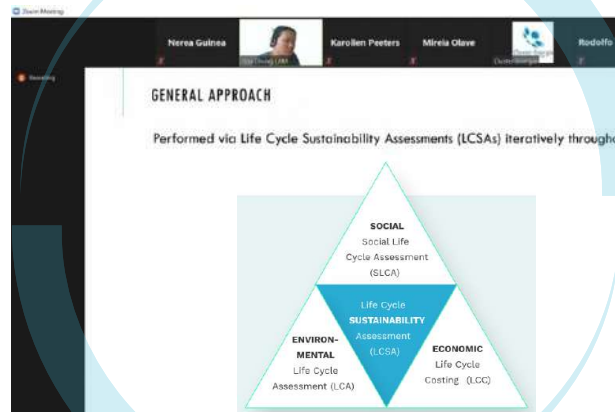 Zoom Meeting
Nerea Guinea
Karolien Peeters
Mireia Olave
Rodolfo
Recording
GENERAL APPROACH
Performed via Life Cycle Sustainability Assessments (LCSAs) iteratively througho
SOCIAL
Social Life
Cycle Assessment
(SLCA)
Life Cycle
SUSTAINABILITY
Assessment
(LCSA)
ENVIRON-
MENTAL
Life Cycle
Assessment (LCA)
ECONOMIC
Life Cycle
Costing (LCC)